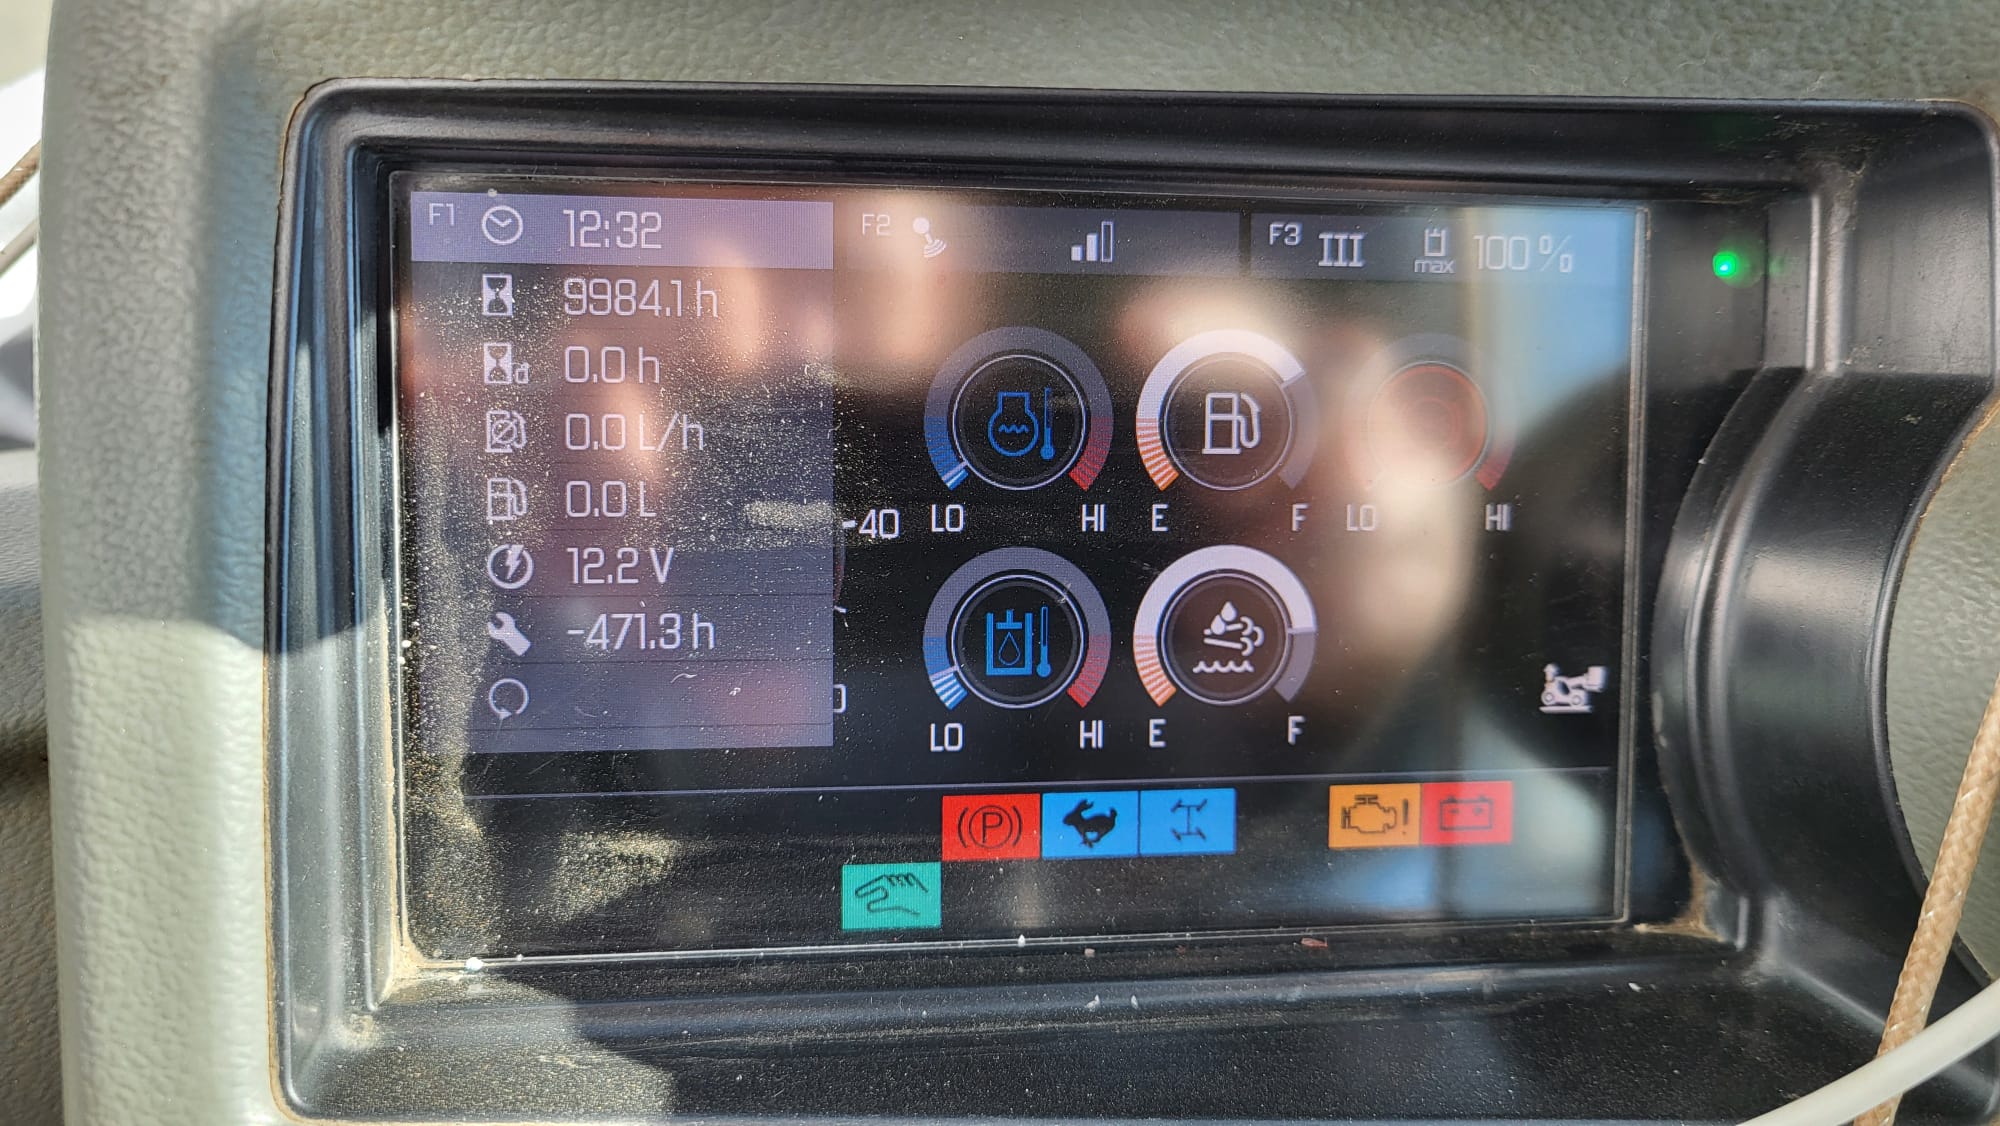 F1 12:32
F2
F3 III max 100 %
9984.1 h
0.0 h
0.0 L/h
0.0 L
12.2 V
-471.3 h
-40
LO HI
E F
LO HI
LO HI
E F
(P)
!